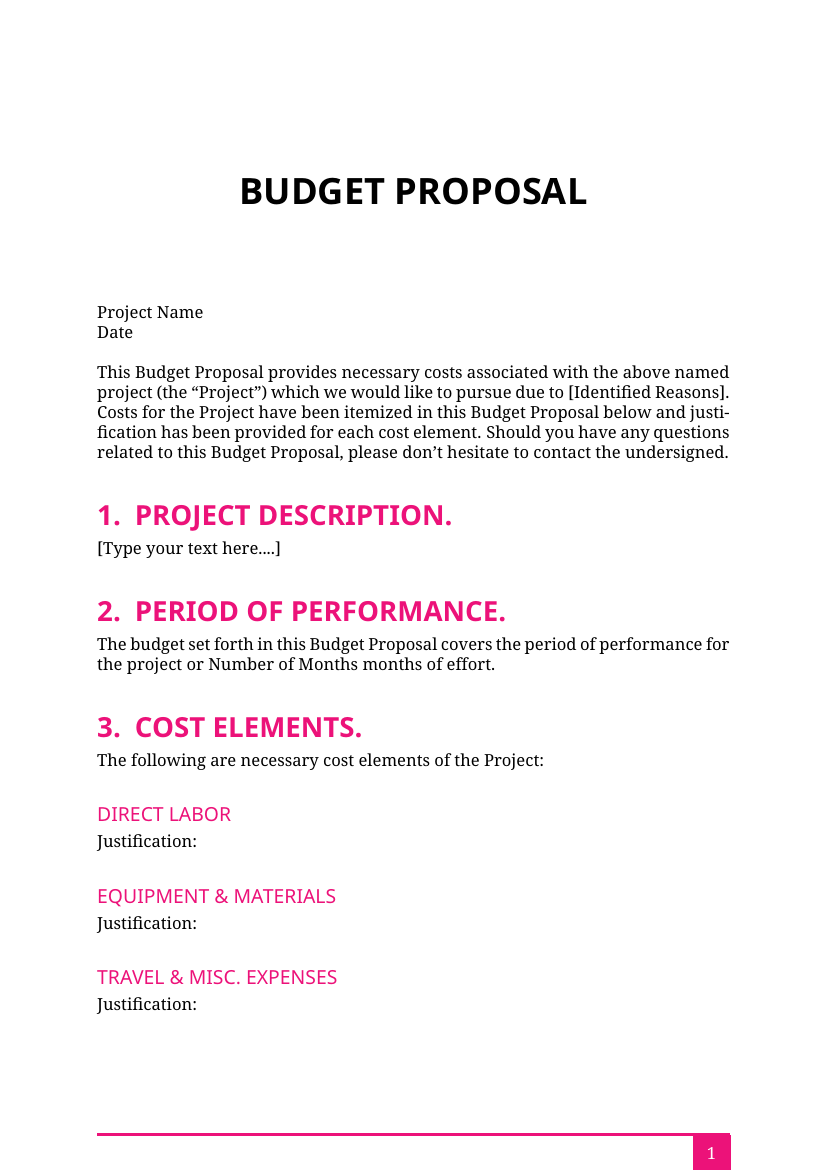 BUDGET PROPOSAL
Project Name
Date
This Budget Proposal provides necessary costs associated with the above named
project (the “Project”) which we would like to pursue due to [Identified Reasons].
Costs for the Project have been itemized in this Budget Proposal below and justi-
fication has been provided for each cost element. Should you have any questions
related to this Budget Proposal, please don’t hesitate to contact the undersigned.
1. PROJECT DESCRIPTION.
[Type your text here....]
2. PERIOD OF PERFORMANCE.
The budget set forth in this Budget Proposal covers the period of performance for
the project or Number of Months months of effort.
3. COST ELEMENTS.
The following are necessary cost elements of the Project:
DIRECT LABOR
Justification:
EQUIPMENT & MATERIALS
Justification:
TRAVEL & MISC. EXPENSES
Justification:
1